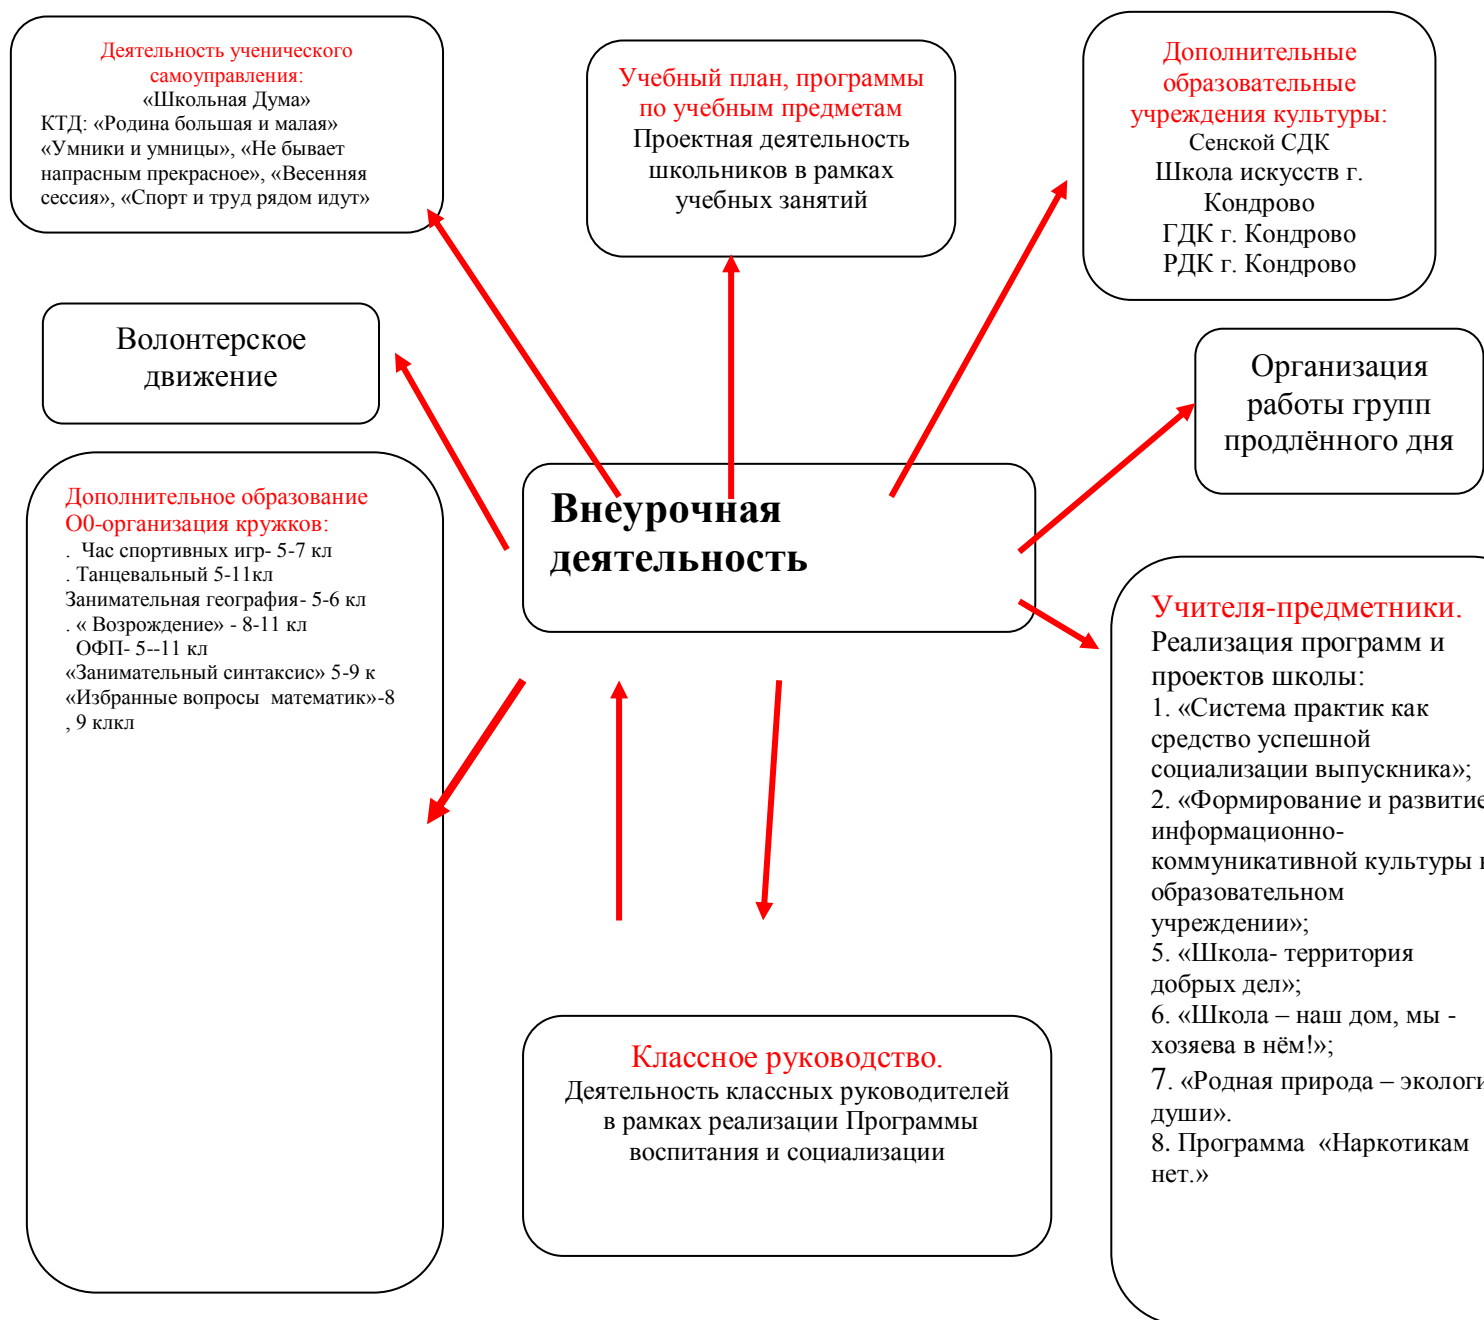 Деятельность ученического
самоуправления:
«Школьная Дума»
КТД: «Родина большая и малая»
«Умники и умницы», «Не бывает
напрасным прекрасное», «Весенняя
сессия», «Спорт и труд рядом идут»
Учебный план, программы
по учебным предметам
Проектная деятельность
школьников в рамках
учебных занятий
Дополнительные
образовательные
учреждения культуры:
Сенской СДК
Школа искусств г.
Кондрово
ГДК г. Кондрово
РДК г. Кондрово
Волонтерское
движение
Организация
работы групп
продлённого дня
Внеурочная
деятельность
Дополнительное образование
О0-организация кружков:
. Час спортивных игр- 5-7 кл
. Танцевальный 5-11кл
Занимательная география- 5-6 кл
. « Возрождение» - 8-11 кл
ОФП- 5--11 кл
«Занимательный синтаксис» 5-9 к
«Избранные вопросы математик»-8
, 9 клкл
Учителя-предметники.
Реализация программ и
проектов школы:
1. «Система практик как
средство успешной
социализации выпускника»;
2. «Формирование и развитие
информационно-
коммуникативной культуры
образовательном
учреждении»;
5. «Школа- территория
добрых дел»;
6. «Школа – наш дом, мы -
хозяева в нём!»;
7. «Родная природа – экологи
души».
8. Программа «Наркотикам
нет.»
Классное руководство.
Деятельность классных руководителей
в рамках реализации Программы
воспитания и социализации